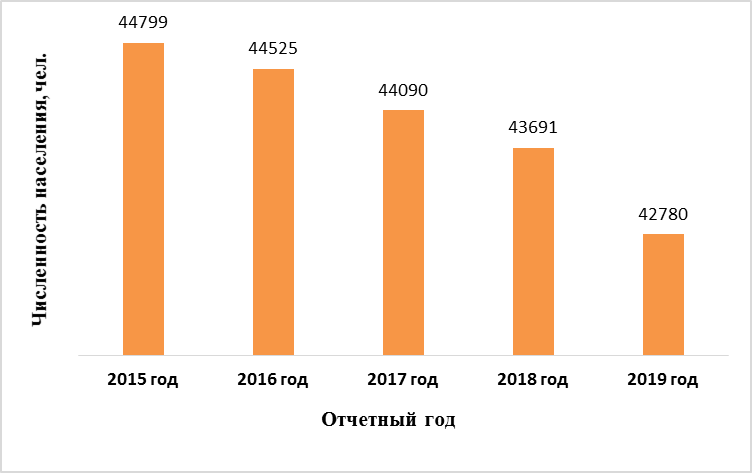 44799
44525
44090
43691
42780
Численность населения, чел.
2015 год
2016 год
2017 год
2018 год
2019 год
Отчетный год